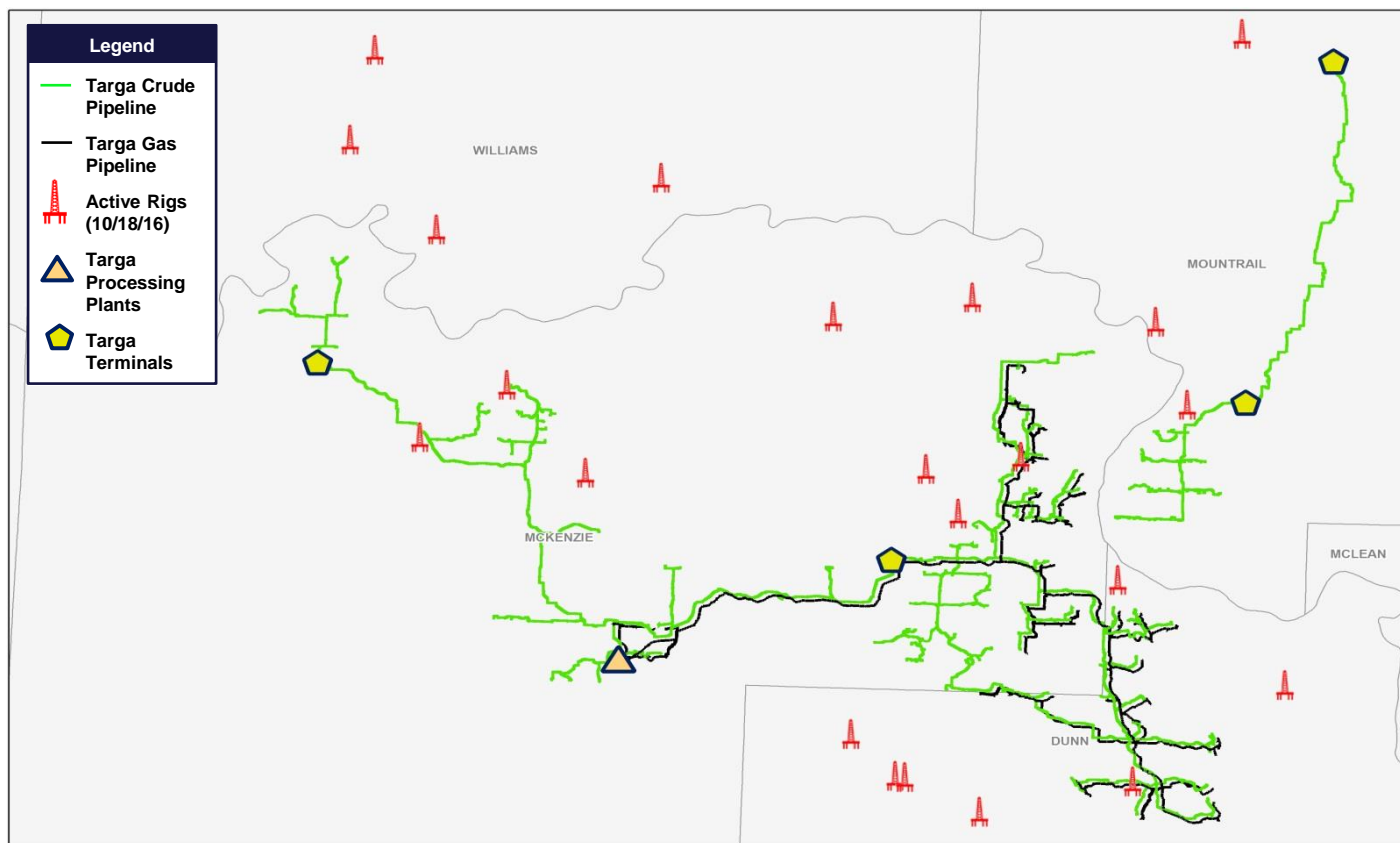 Legend
Targa Crude
Pipeline
Targa Gas
Pipeline
Active Rigs
(10/18/16)
Targa
Processing
Plants
Targa
Terminals
WILLIAMS
MOUNTRAIL
MCKENZIE
MCLEAN
DUNN